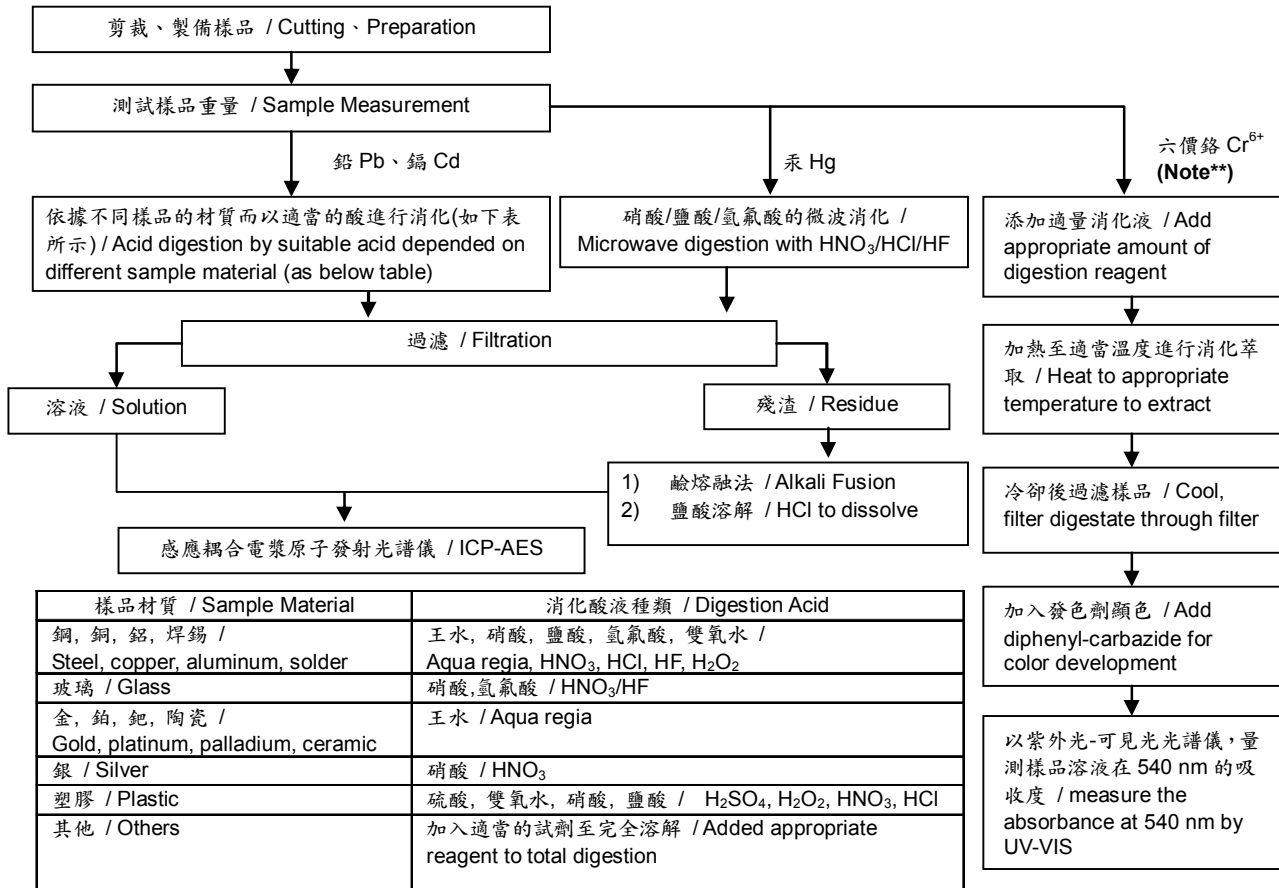 剪裁、製備樣品 / Cutting、Preparation
測試樣品重量 / Sample Measurement
鉛 Pb、鎘 Cd
汞 Hg
六價鉻 Cr⁶⁺
(Note**)
依據不同樣品的材質而以適當的酸進行消化(如下表
所示) / Acid digestion by suitable acid depended on
different sample material (as below table)
硝酸/鹽酸/氫氟酸的微波消化 /
Microwave digestion with HNO₃/HCl/HF
添加適量消化液 / Add
appropriate amount of
digestion reagent
過濾 / Filtration
加熱至適當溫度進行消化萃
取 / Heat to appropriate
temperature to extract
溶液 / Solution
殘渣 / Residue
1) 鹼熔融法 / Alkali Fusion
2) 鹽酸溶解 / HCl to dissolve
冷卻後過濾樣品 / Cool,
filter digestate through filter
感應耦合電漿原子發射光譜儀 / ICP-AES
加入發色劑顯色 / Add
diphenyl-carbazide for
color development
以紫外光-可見光光譜儀，量
測樣品溶液在 540 nm 的吸
收度 / measure the
absorbance at 540 nm by
UV-VIS
樣品材質 / Sample Material 消化酸液種類 / Digestion Acid
鋼, 銅, 鋁, 焊錫 / 王水, 硝酸, 鹽酸, 氫氟酸, 雙氧水 /
Steel, copper, aluminum, solder Aqua regia, HNO₃, HCl, HF, H₂O₂
玻璃 / Glass 硝酸,氫氟酸 / HNO₃/HF
金, 鉑, 鈀, 陶瓷 / 王水 / Aqua regia
Gold, platinum, palladium, ceramic
銀 / Silver 硝酸 / HNO₃
塑膠 / Plastic 硫酸, 雙氧水, 硝酸, 鹽酸 / H₂SO₄, H₂O₂, HNO₃, HCl
其他 / Others 加入適當的試劑至完全溶解 / Added appropriate
reagent to total digestion